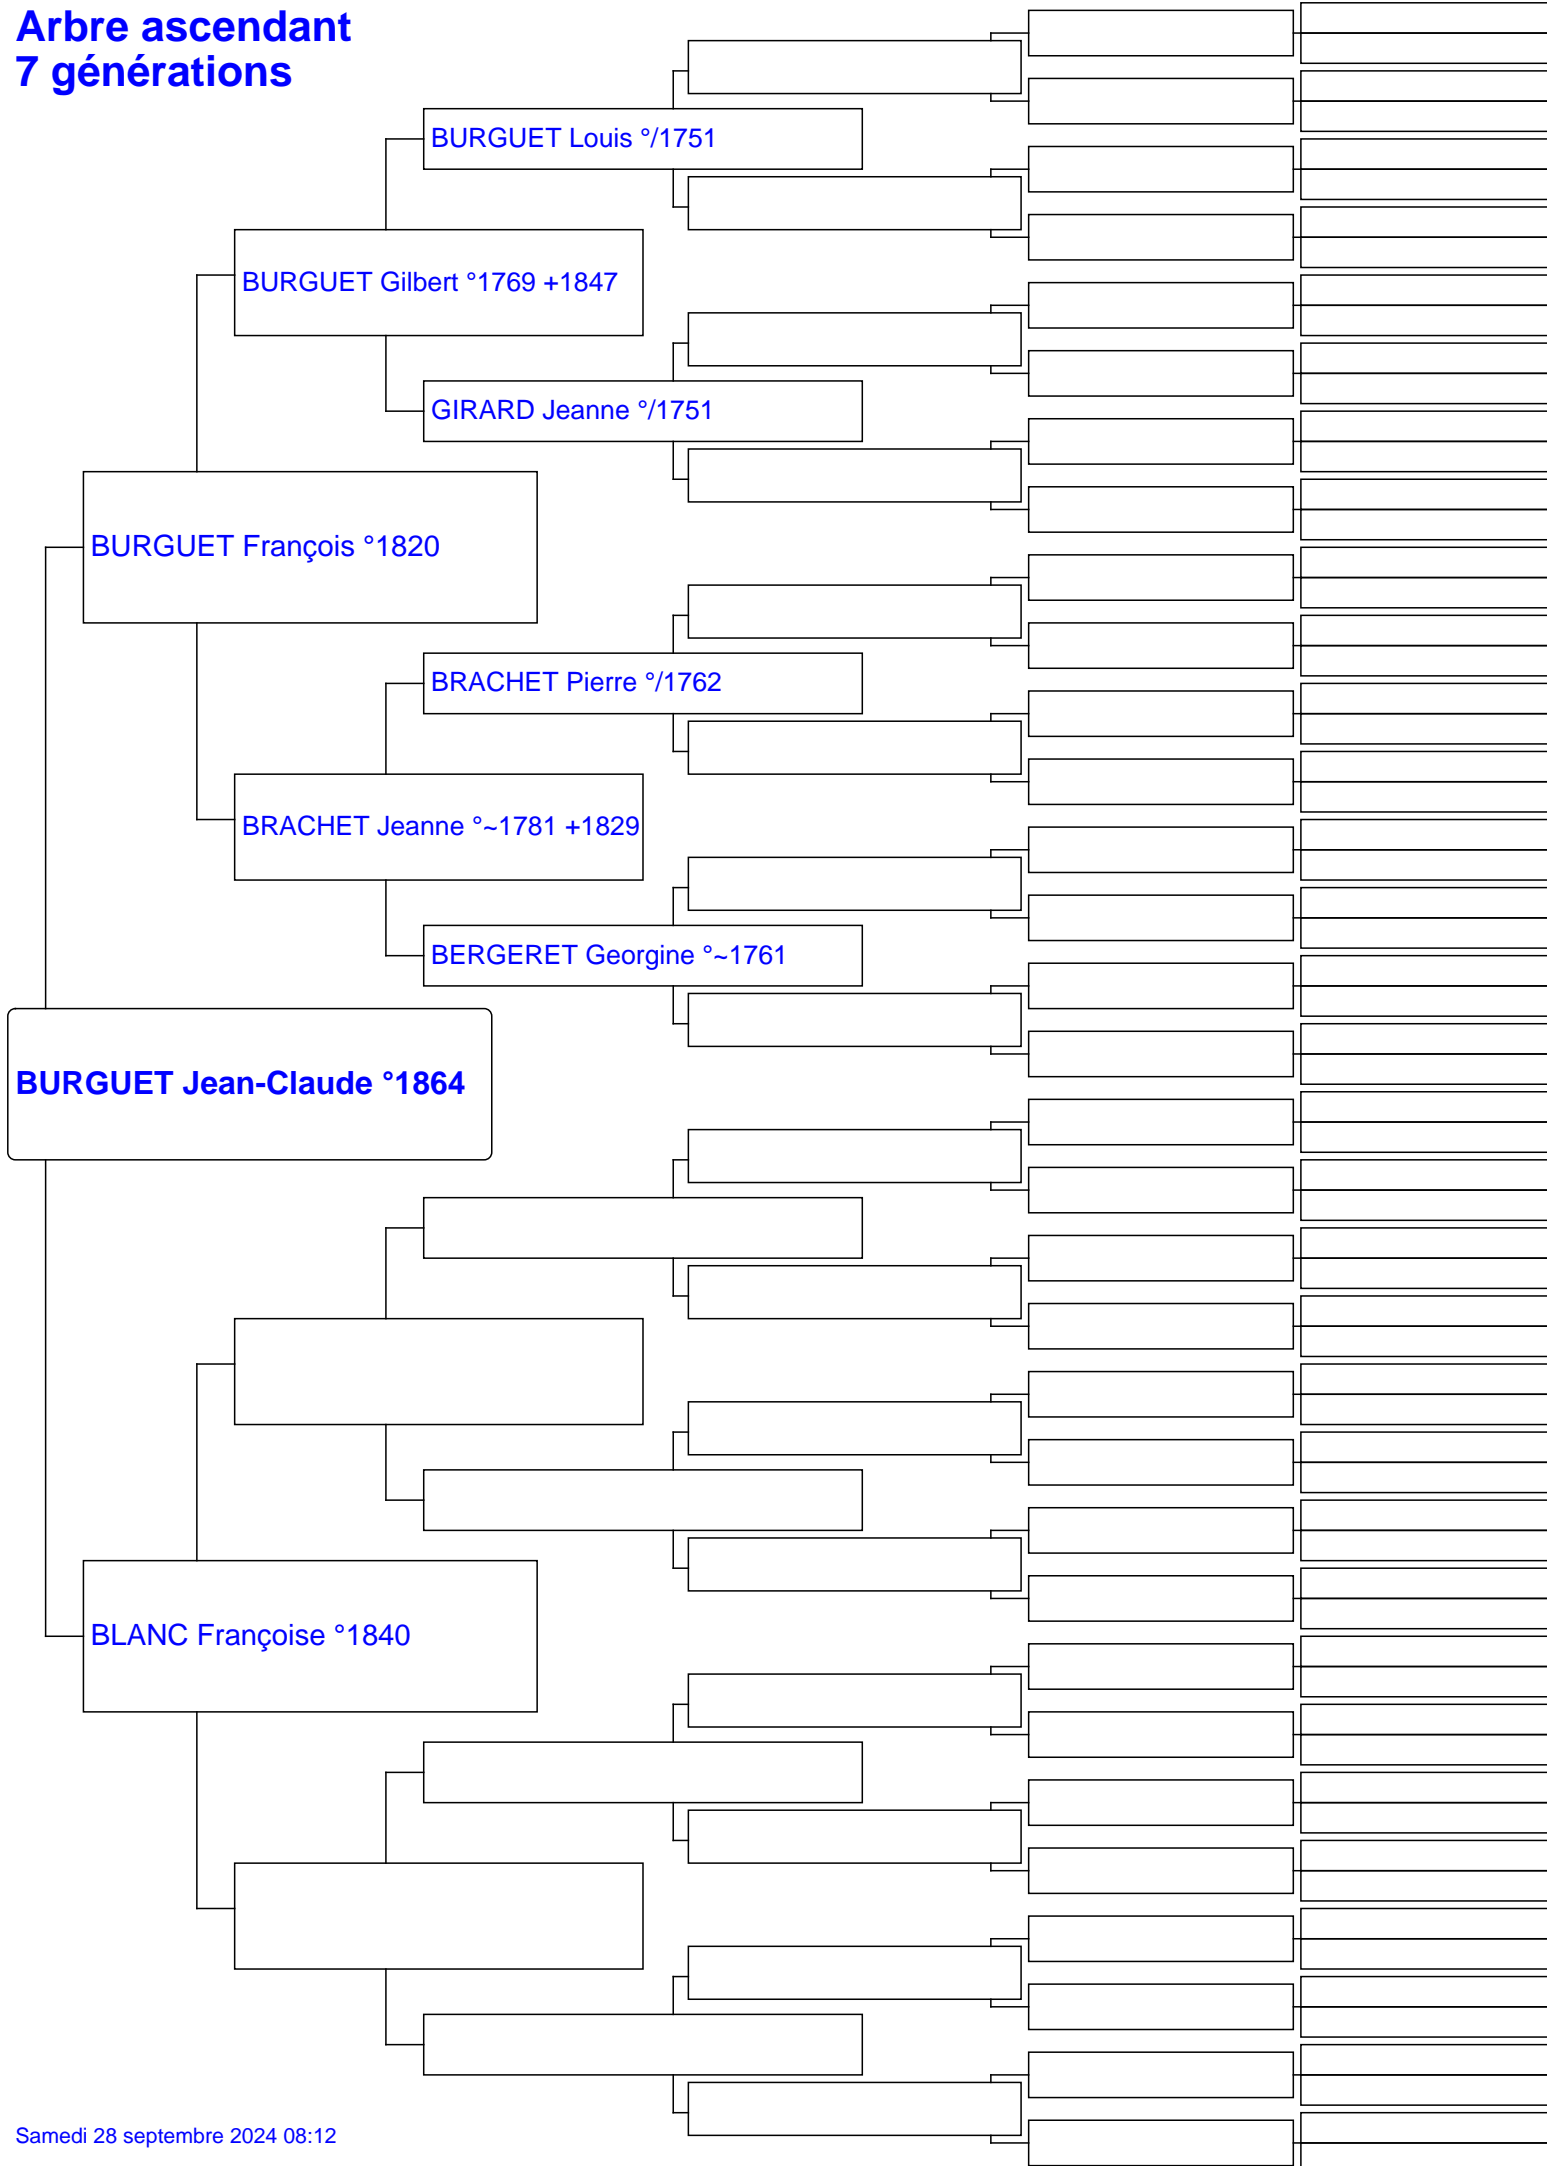 Arbre ascendant
7 générations
BURGUET Louis °/1751
BURGUET Gilbert °1769 +1847
GIRARD Jeanne °/1751
BURGUET François °1820
BRACHET Pierre °/1762
BRACHET Jeanne °~1781 +1829
BERGERET Georgine °~1761
BURGUET Jean-Claude °1864
BLANC Françoise °1840
Samedi 28 septembre 2024 08:12